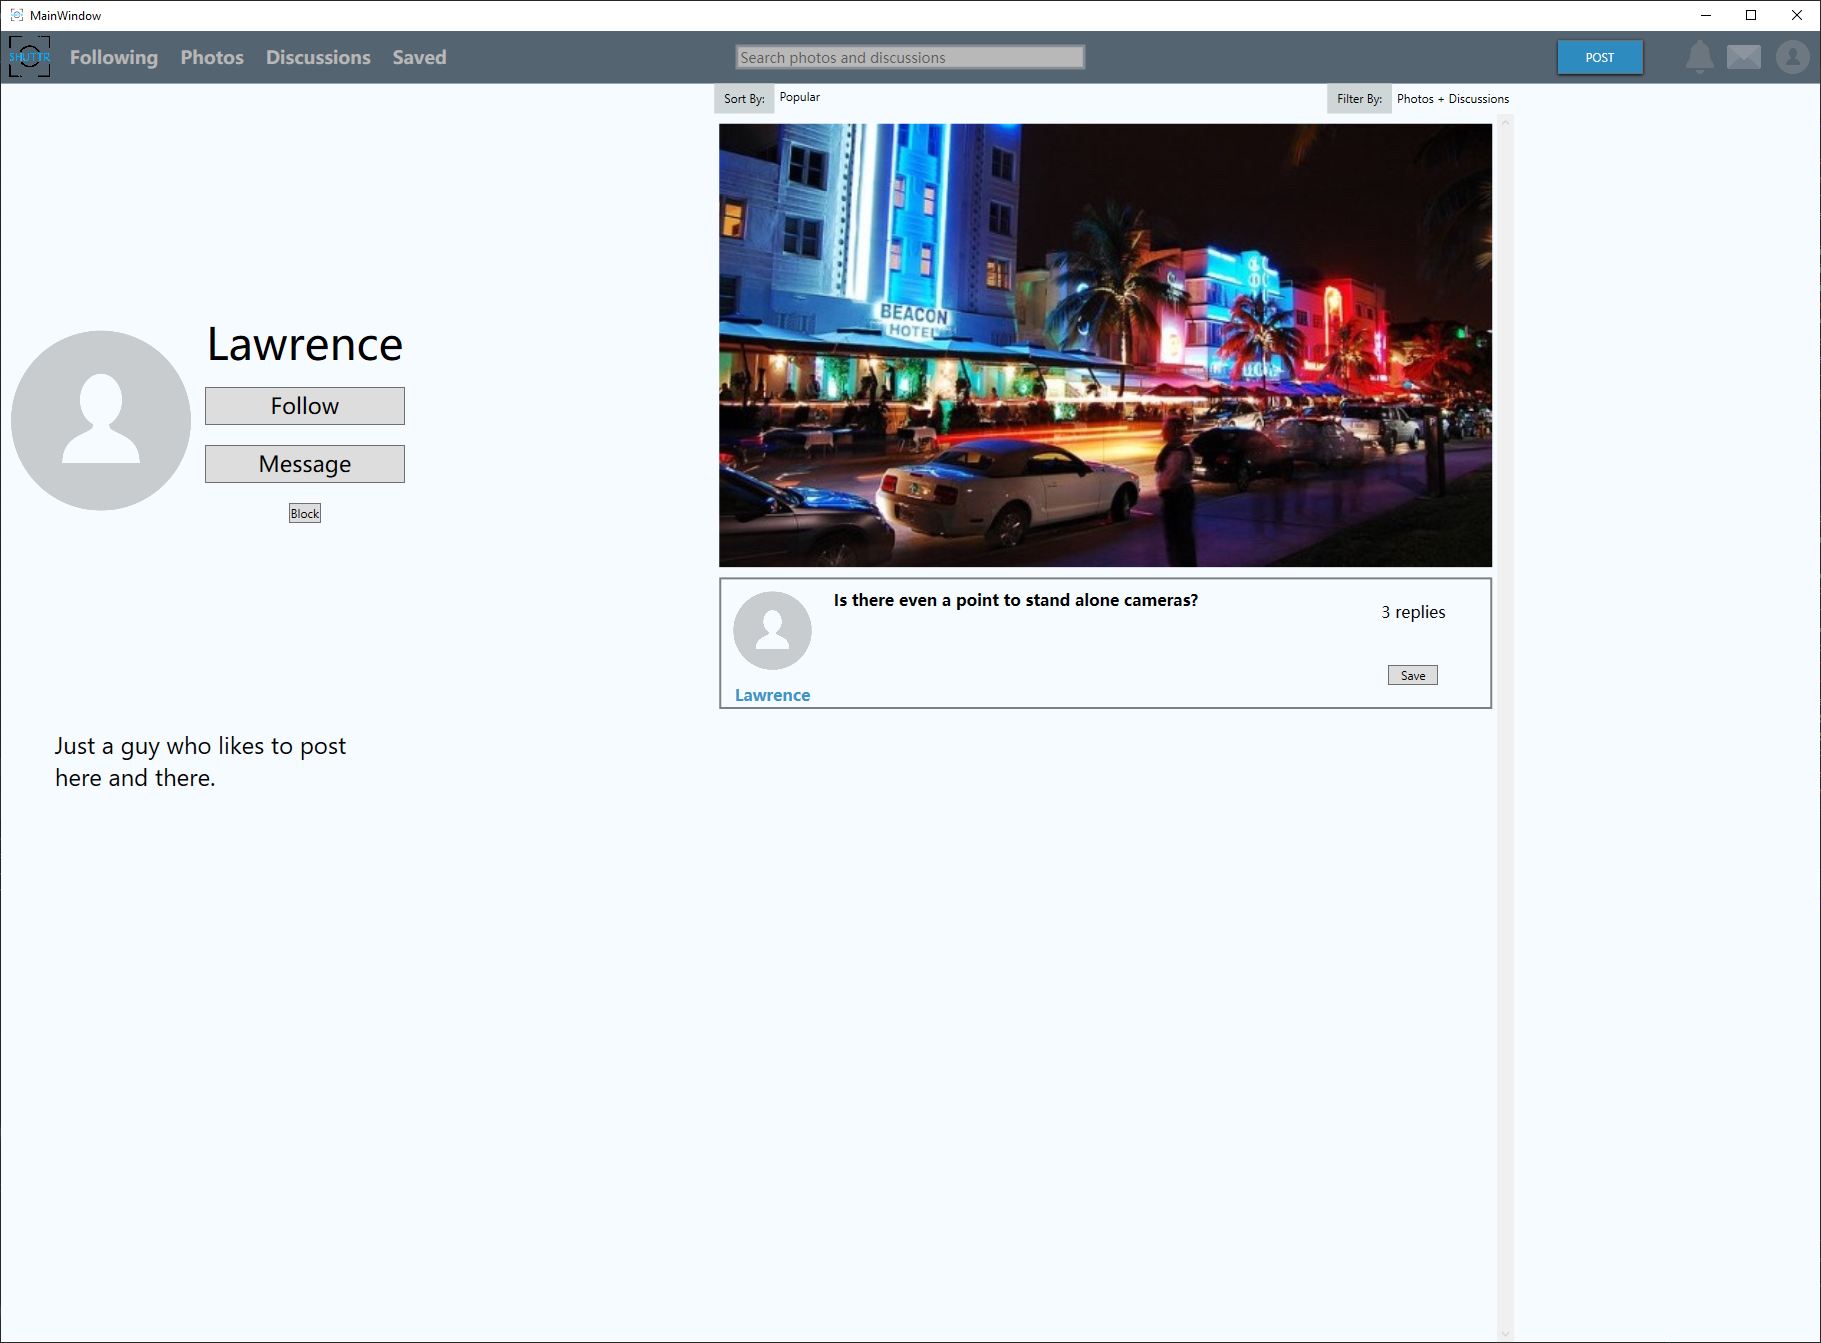 MainWindow
SHUTTR
Following
Photos
Discussions
Saved
Search photos and discussions
POST
Sort By:
Popular
Filter By:
Photos + Discussions
BEACON
HOTEL
Lawrence
Follow
Message
Block
Is there even a point to stand alone cameras?
3 replies
Save
Lawrence
Just a guy who likes to post
here and there.